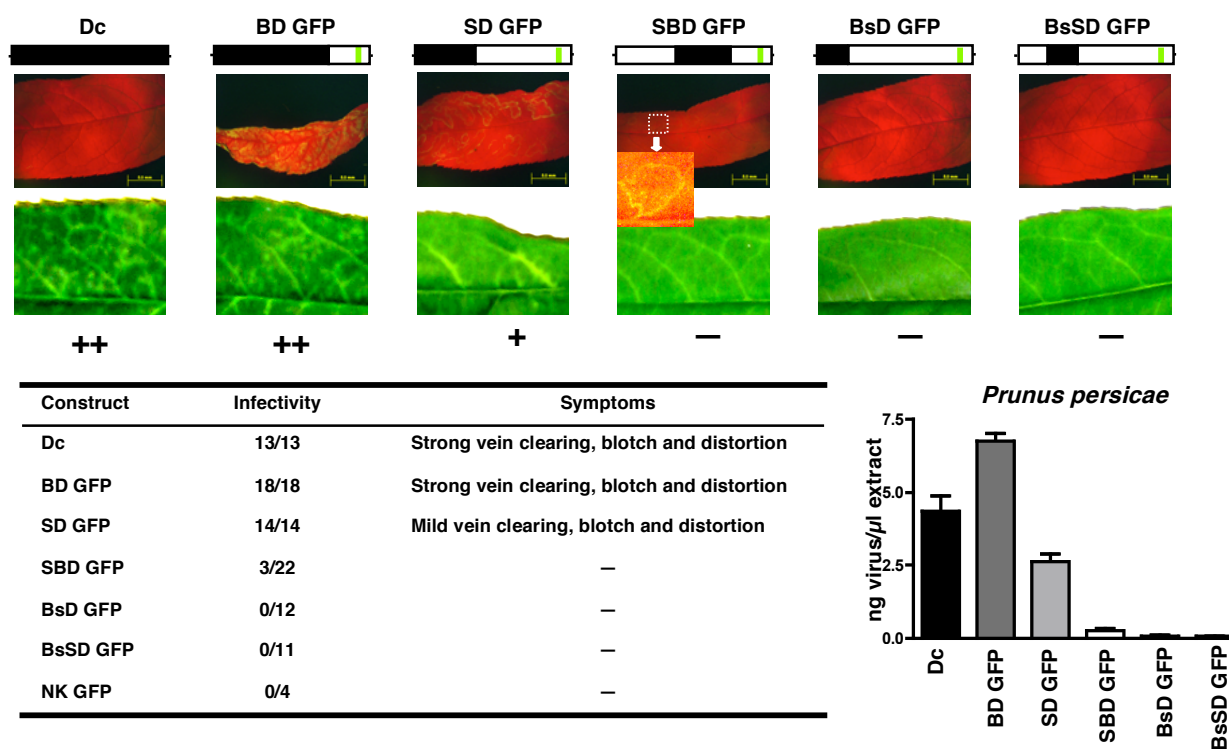 Dc BD GFP SD GFP SBD GFP BsD GFP BsSD GFP
++ ++ + — — —
Construct Infectivity Symptoms
Dc 13/13 Strong vein clearing, blotch and distortion
BD GFP 18/18 Strong vein clearing, blotch and distortion
SD GFP 14/14 Mild vein clearing, blotch and distortion
SBD GFP 3/22 —
BsD GFP 0/12 —
BsSD GFP 0/11 —
NK GFP 0/4 —
Prunus persicae
ng virus/µl extract
7.5
5.0
2.5
0.0
Dc
BD GFP
SD GFP
SBD GFP
BsD GFP
BsSD GFP